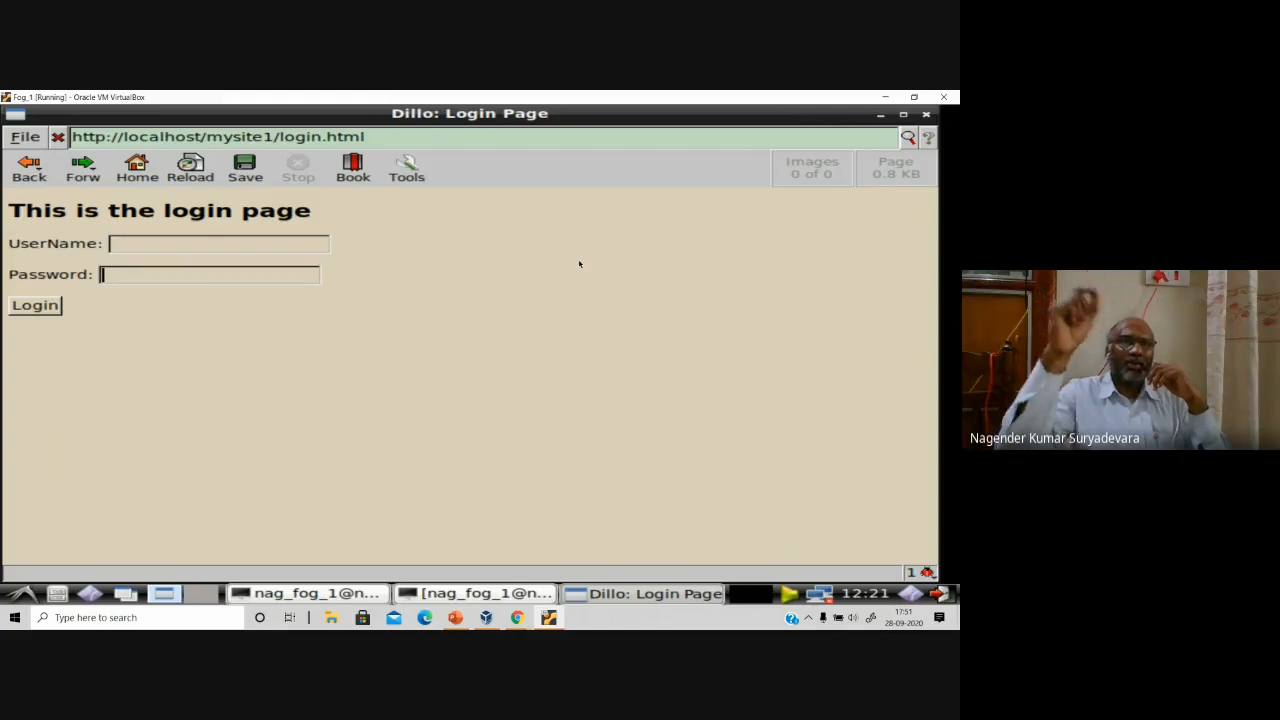 Fog_1 [Running] - Oracle VM VirtualBox
Dillo: Login Page
File
http://localhost/mysite1/login.html
?
Back
Forw
Home
Reload
Save
Stop
Book
Tools
Images
0 of 0
Page
0.8 KB
This is the login page
UserName:
Password:
Login
Nagender Kumar Suryadevara
1
nag_fog_1@n...
[nag_fog_1@n...
Dillo: Login Page
12:21
Type here to search
17:51
28-09-2020